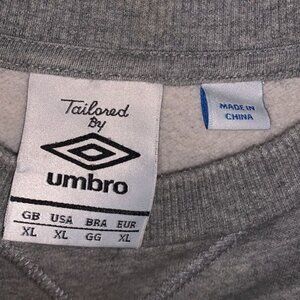 Tailored
By
umbro
GB USA BRA EUR
XL XL GG XL
MADE IN
CHINA